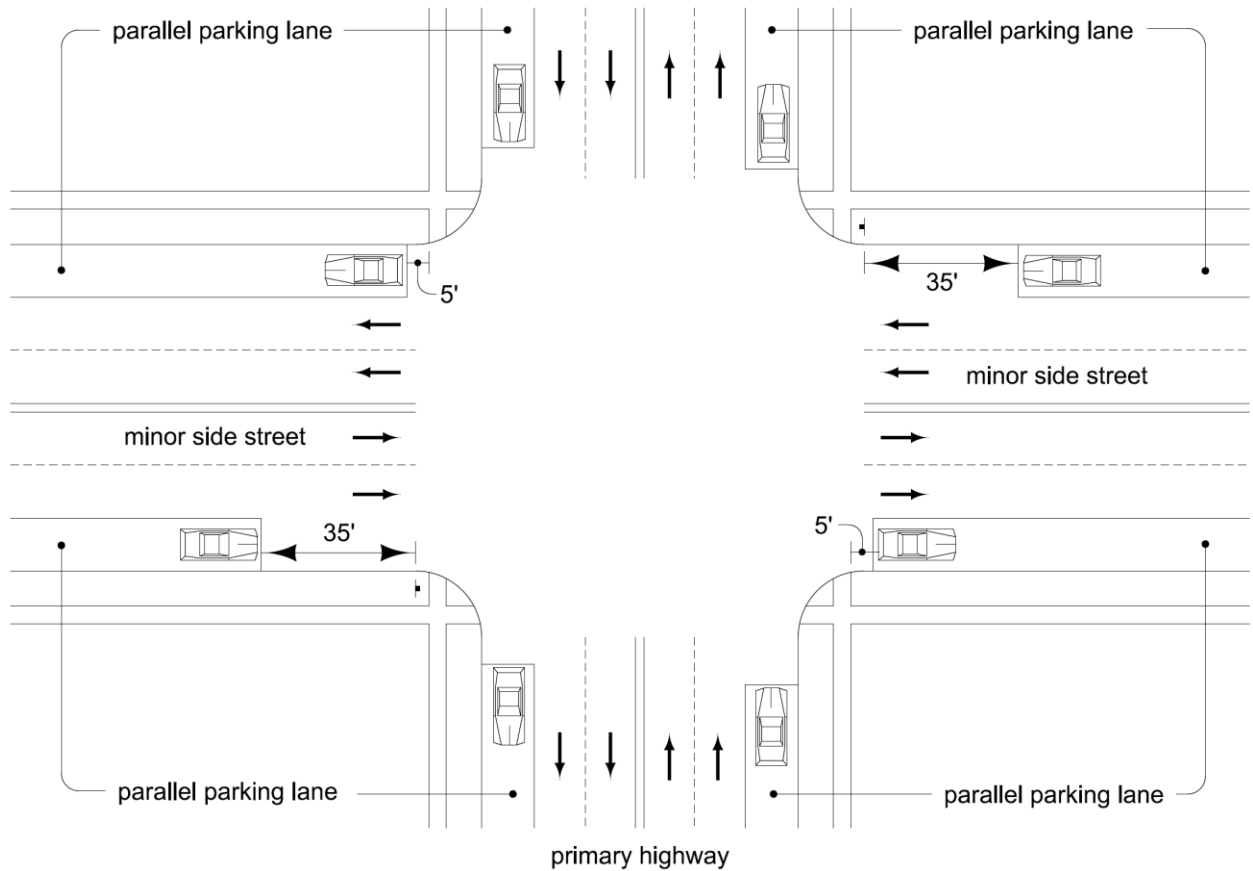 parallel parking lane
parallel parking lane
5'
35'
minor side street
minor side street
35'
5'
parallel parking lane
parallel parking lane
primary highway